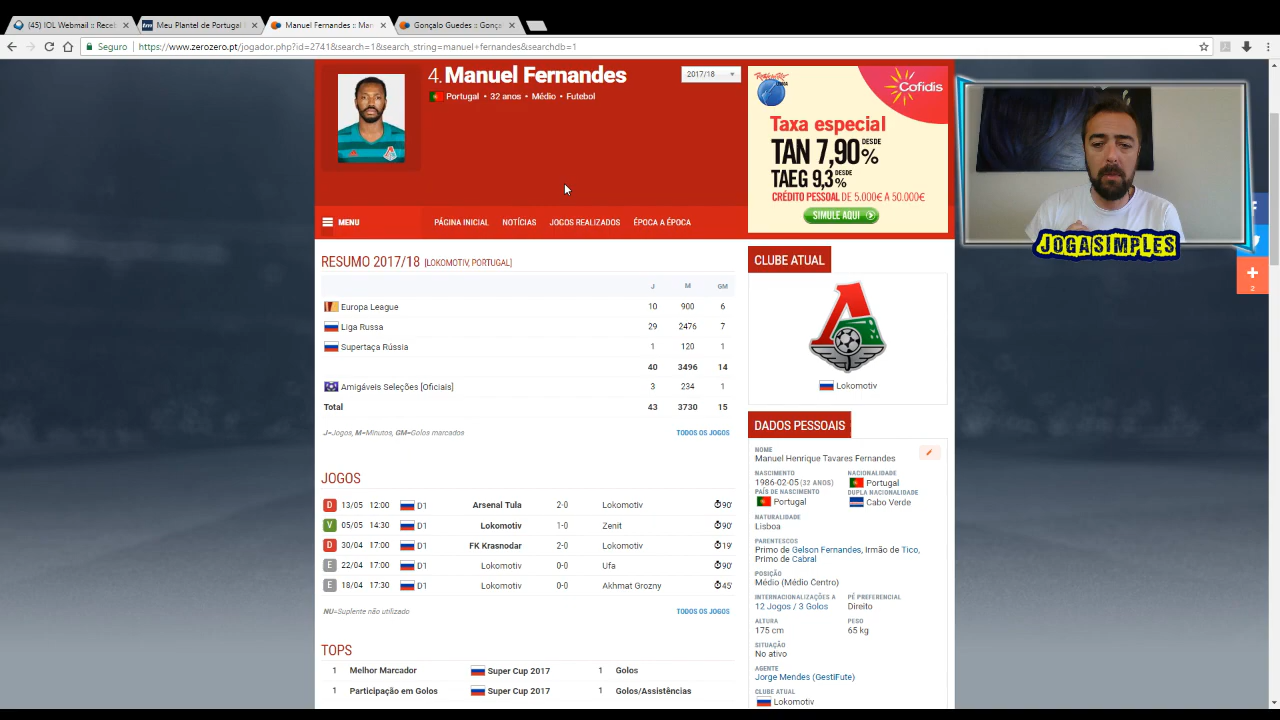 (45) IOL Webmail :: Rece
Meu Plantel de Portugal
Manuel Fernandes :: Man
Gonçalo Guedes :: Gonça
Seguro
https://www.zerozero.pt/jogador.php?id=2741&search=1&search_string=manuel+fernandes&searchdb=1
4. Manuel Fernandes
2017/18
Portugal • 32 anos • Médio • Futebol
Cofidis
Taxa especial
TAN 7,90% DESDE
TAEG 9,3% DESDE
CRÉDITO PESSOAL DE 5.000€ A 50.000€
SIMULE AQUI
JOGASIMPLES
MENU
PÁGINA INICIAL
NOTÍCIAS
JOGOS REALIZADOS
ÉPOCA A ÉPOCA
RESUMO 2017/18 [LOKOMOTIV, PORTUGAL]
J M GM
Europa League 10 900 6
Liga Russa 29 2476 7
Supertaça Rússia 1 120 1
40 3496 14
Amigáveis Seleções [Oficiais] 3 234 1
Total 43 3730 15
J=Jogos, M=Minutos, GM=Golos marcados
TODOS OS JOGOS
JOGOS
D 13/05 12:00 D1 Arsenal Tula 2-0 Lokomotiv 90'
V 05/05 14:30 D1 Lokomotiv 1-0 Zenit 90'
D 30/04 17:00 D1 FK Krasnodar 2-0 Lokomotiv 19'
E 22/04 17:00 D1 Lokomotiv 0-0 Ufa 90'
E 18/04 17:30 D1 Lokomotiv 0-0 Akhmat Grozny 45'
NU=Suplente não utilizado
TODOS OS JOGOS
TOPS
1 Melhor Marcador Super Cup 2017 1 Golos
1 Participação em Golos Super Cup 2017 1 Golos/Assistências
CLUBE ATUAL
Lokomotiv
DADOS PESSOAIS
NOME
Manuel Henrique Tavares Fernandes
NASCIMENTO
1986-02-05 (32 ANOS)
NACIONALIDADE
Portugal
PAÍS DE NASCIMENTO
Portugal
DUPLA NACIONALIDADE
Cabo Verde
NATURALIDADE
Lisboa
PARENTESCOS
Primo de Gelson Fernandes, Irmão de Tico,
Primo de Cabral
POSIÇÃO
Médio (Médio Centro)
INTERNACIONALIZAÇÕES A
12 Jogos / 3 Golos
PÉ PREFERENCIAL
Direito
ALTURA
175 cm
PESO
65 kg
SITUAÇÃO
No ativo
AGENTE
Jorge Mendes (GestiFute)
CLUBE ATUAL
Lokomotiv
2